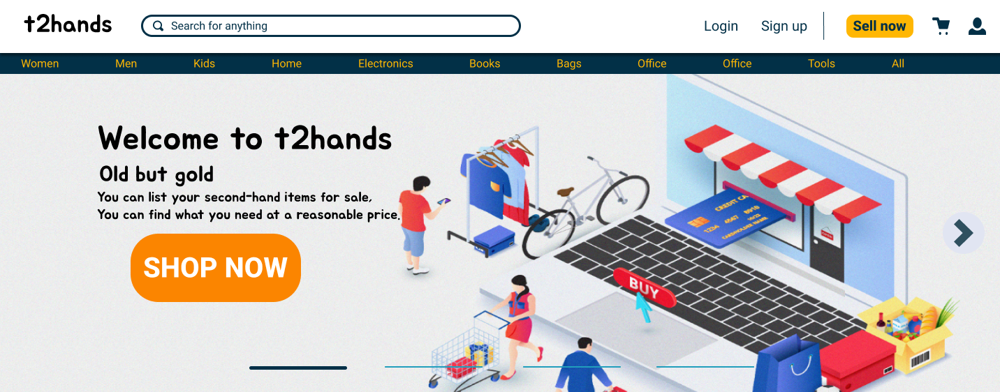 t2hands
Search for anything
Login
Sign up
Sell now
Women
Men
Kids
Home
Electronics
Books
Bags
Office
Office
Tools
All
Welcome to t2hands
Old but gold
You can list your second-hand items for sale,
You can find what you need at a reasonable price.
SHOP NOW
CREDIT CA
1234 4567 8910
CARDHOLDER NAME
BUY